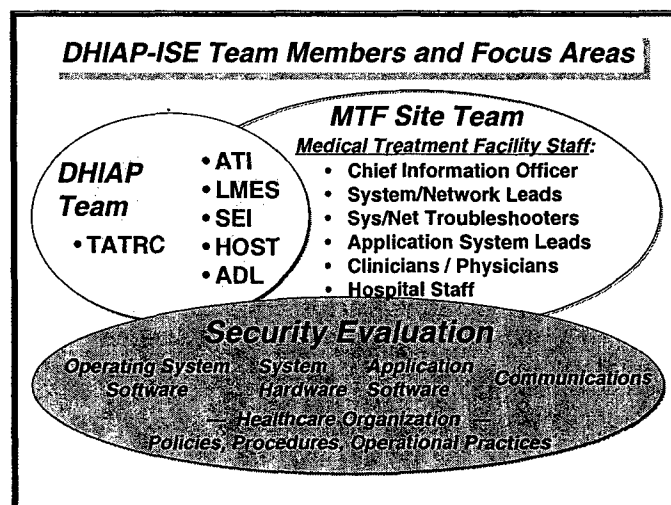 DHIAP-ISE Team Members and Focus Areas
DHIAP
Team
• TATRC
• ATI
• LMES
• SEI
• HOST
• ADL
MTF Site Team
Medical Treatment Facility Staff:
• Chief Information Officer
• System/Network Leads
• Sys/Net Troubleshooters
• Application System Leads
• Clinicians / Physicians
• Hospital Staff
Security Evaluation
Operating System Software
System Hardware
Application Software
Communications
— Healthcare Organization —
Policies, Procedures, Operational Practices